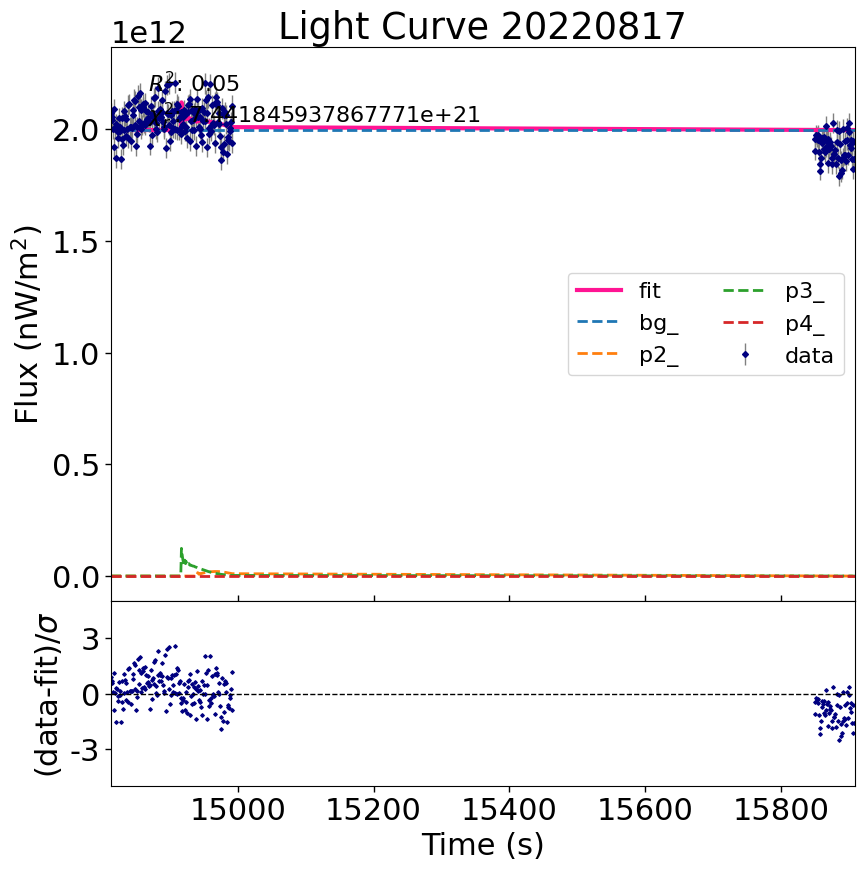 Light Curve 20220817
1e12
R²: 0.05
χ²: 7.441845937867771e+21
2.0
1.5
1.0
0.5
0.0
Flux (nW/m²)
fit
bg_
p2_
p3_
p4_
data
3
0
-3
(data-fit)/σ
15000
15200
15400
15600
15800
Time (s)